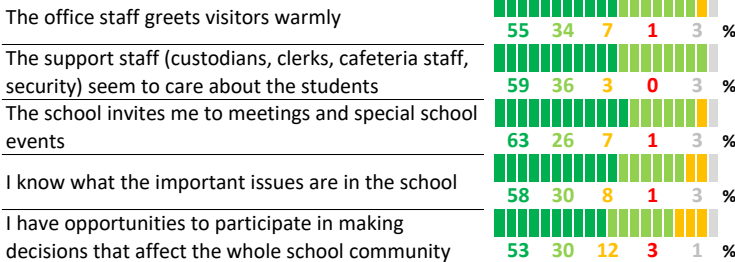 The office staff greets visitors warmly
55 34 7 1 3 %
The support staff (custodians, clerks, cafeteria staff,
security) seem to care about the students
59 36 3 0 3 %
The school invites me to meetings and special school
events
63 26 7 1 3 %
I know what the important issues are in the school
58 30 8 1 3 %
I have opportunities to participate in making
decisions that affect the whole school community
53 30 12 3 1 %